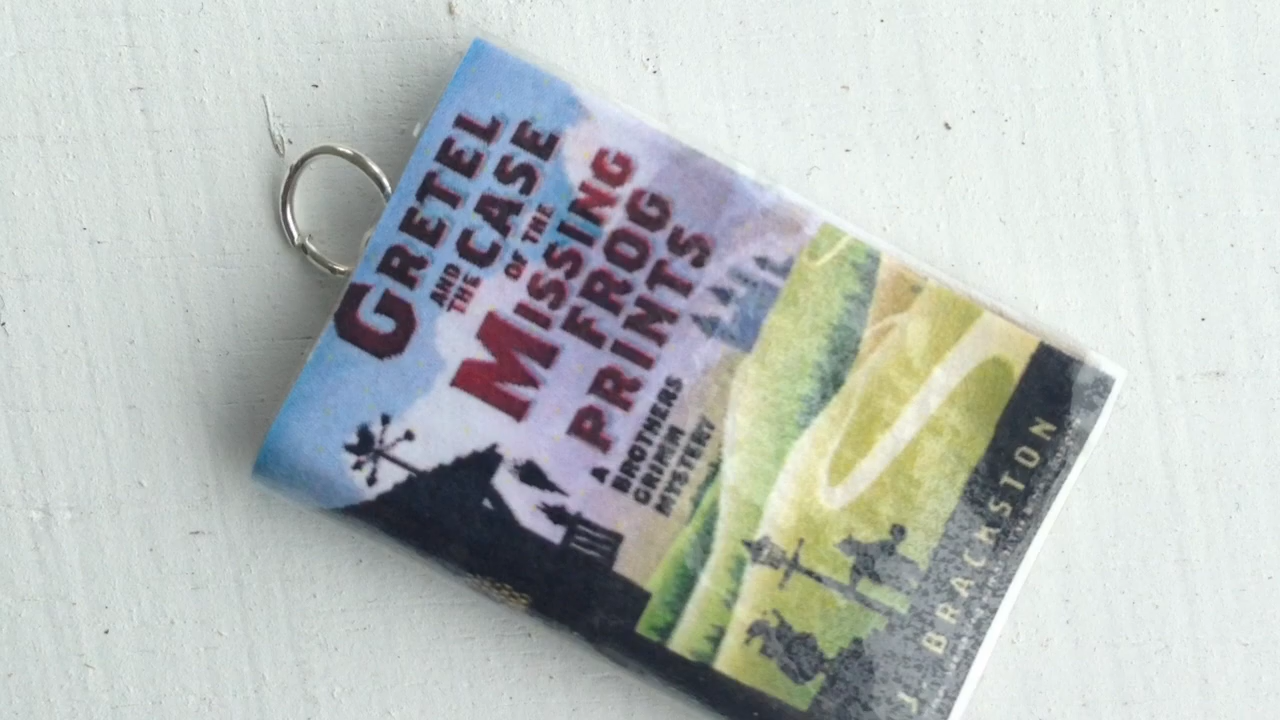 GRETEL
AND THE CASE
OF THE
MISSING
FROG
PRINTS
A
BROTHERS
GRIMM
MYSTERY
J. BRACKSTON